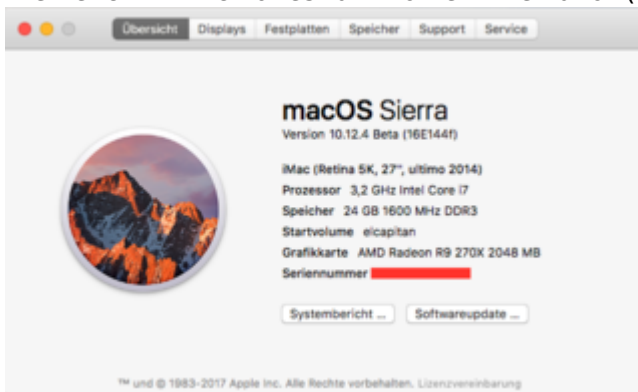 Übersicht Displays Festplatten Speicher Support Service
macOS Sierra
Version 10.12.4 Beta (16E144f)
iMac (Retina 5K, 27", ultimo 2014)
Prozessor 3,2 GHz Intel Core i7
Speicher 24 GB 1600 MHz DDR3
Startvolume elcapitan
Grafikkarte AMD Radeon R9 270X 2048 MB
Seriennummer
Systembericht ... Softwareupdate ...
™ und © 1983-2017 Apple Inc. Alle Rechte vorbehalten. Lizenzvereinbarung